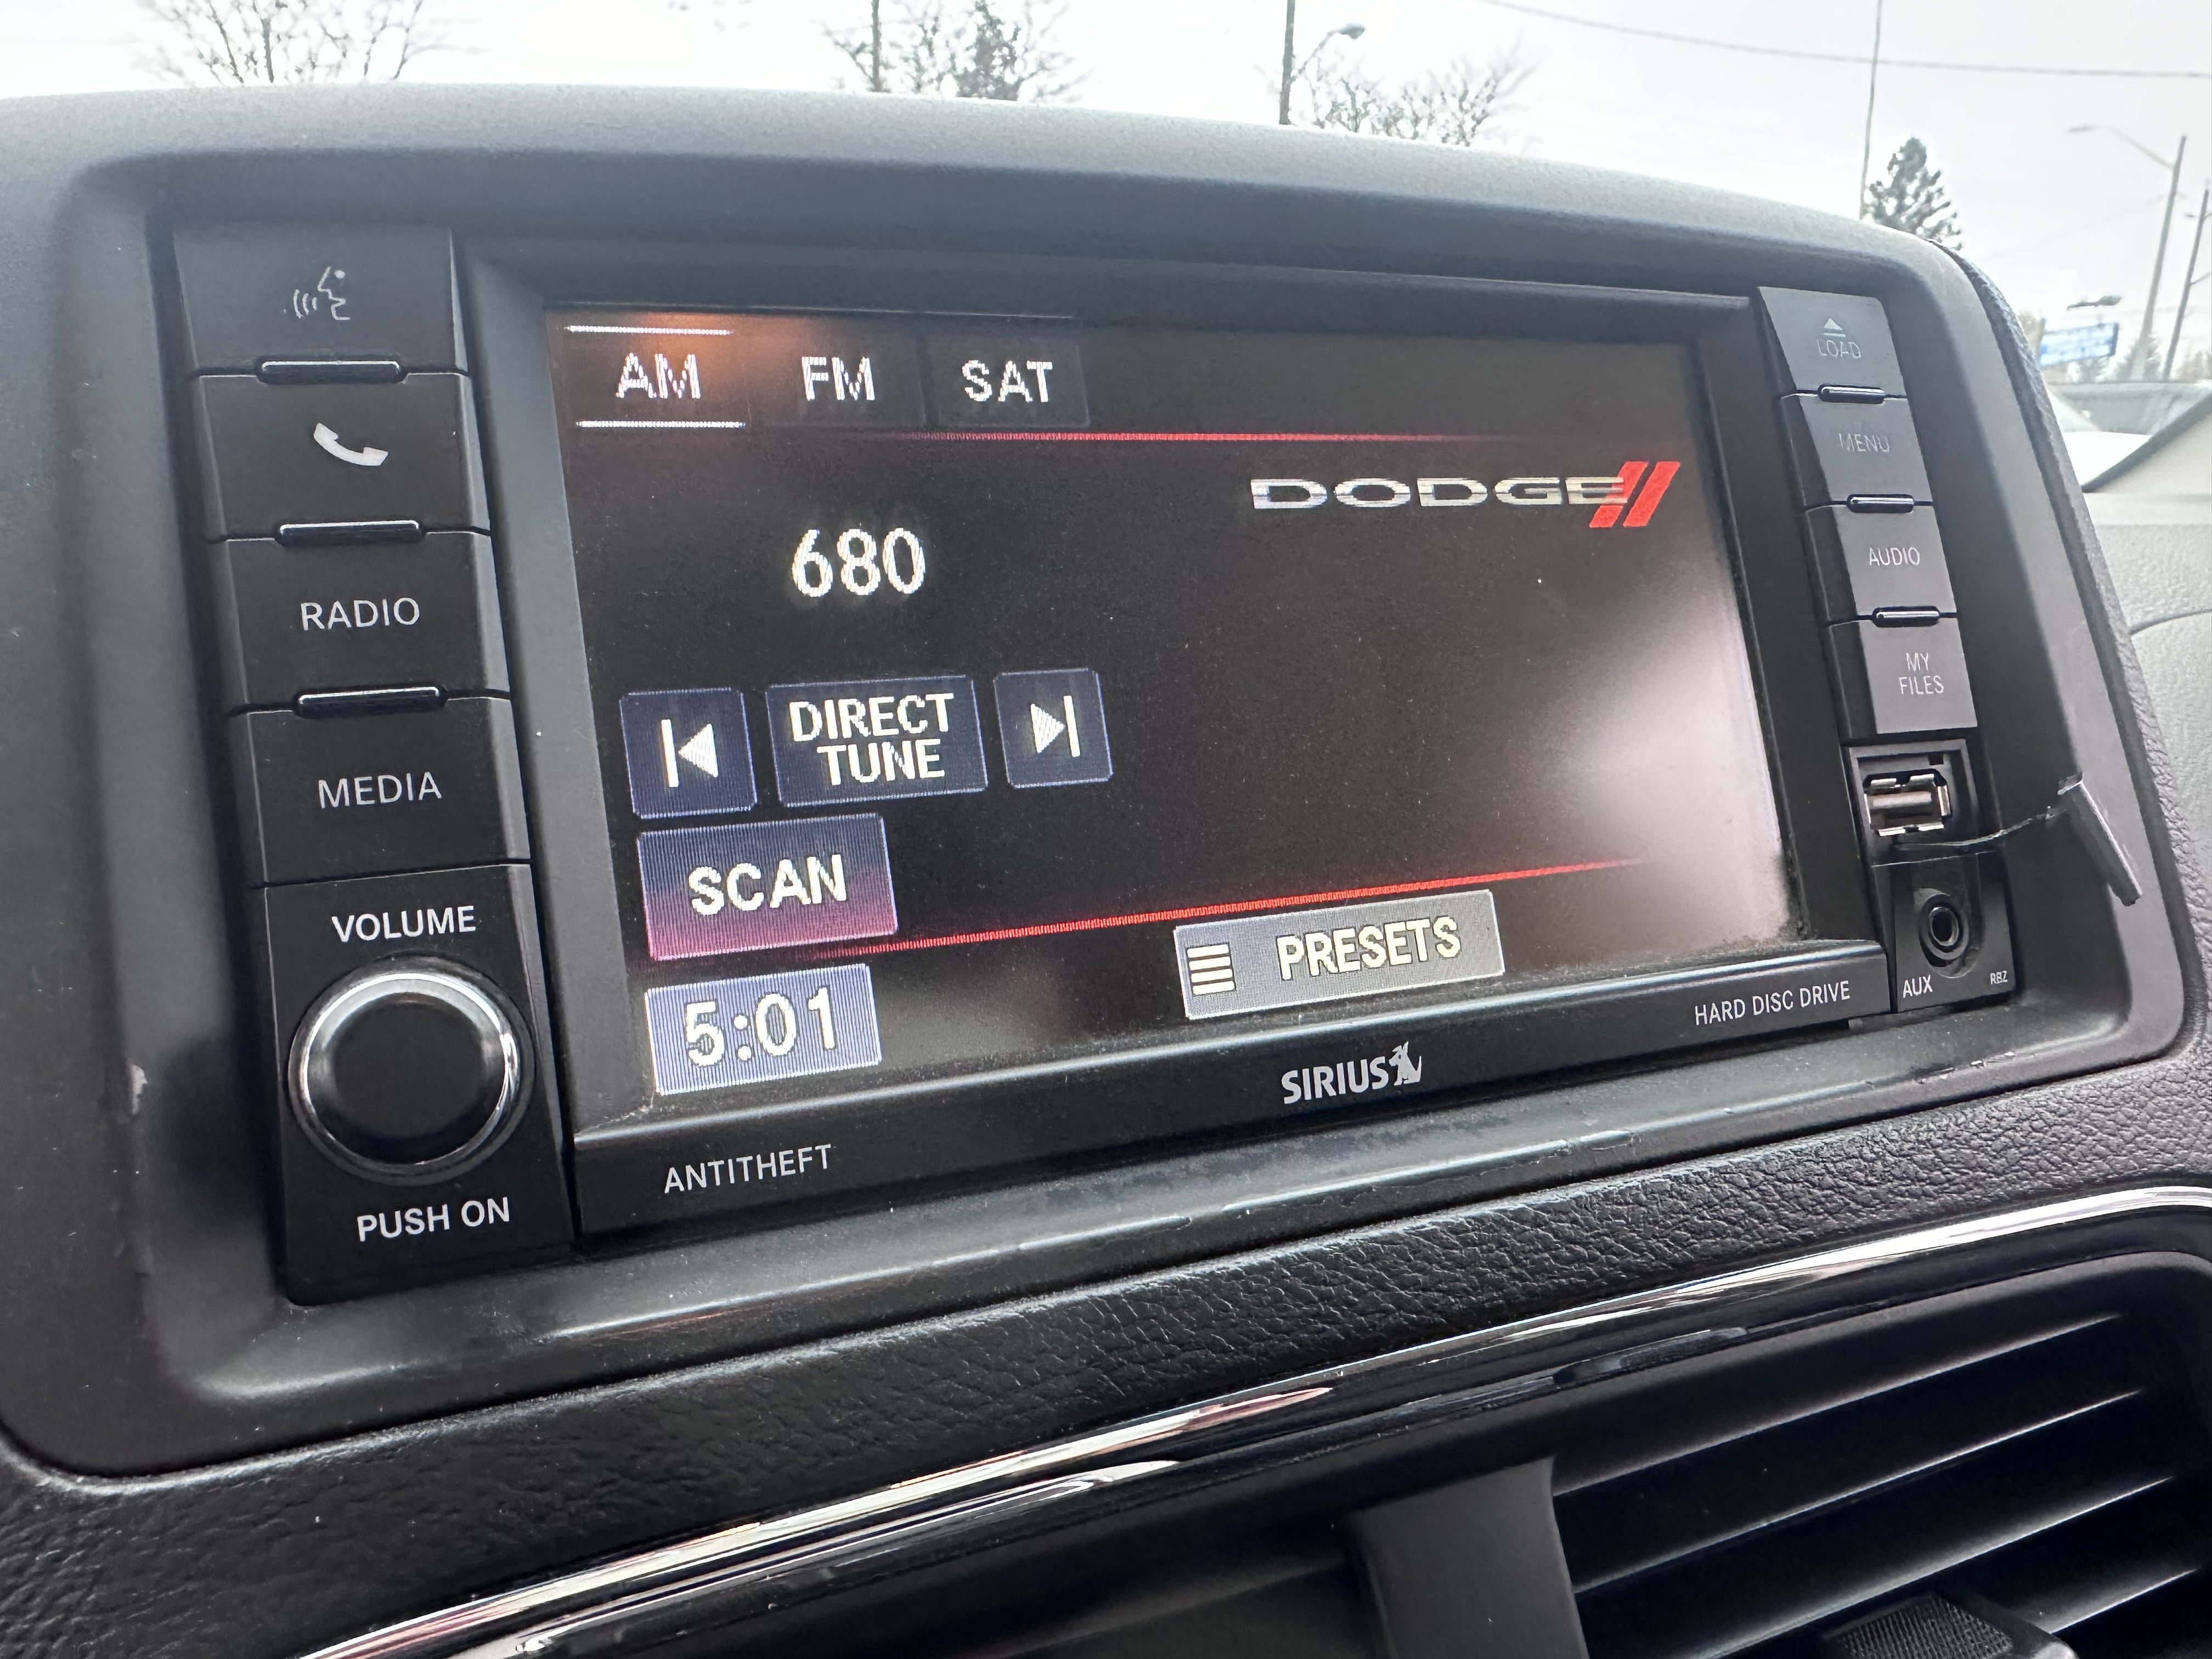 AM FM SAT
DODGE
680
DIRECT
TUNE
SCAN
5:01
PRESETS
RADIO
MEDIA
VOLUME
PUSH ON
LOAD
MENU
AUDIO
MY
FILES
AUX RBZ
HARD DISC DRIVE
SIRIUS
ANTITHEFT